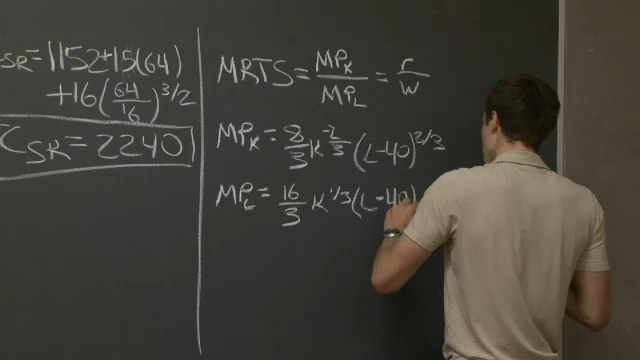 SR = 1152 + 15(64)
+ 16(64/16)^3/2
C_SR = 2240
MRTS = MP_K/MP_L = r/w
MP_K = 8/3 K^-2/3 (L-40)^2/3
MP_L = 16/3 K^1/3 (L-40)